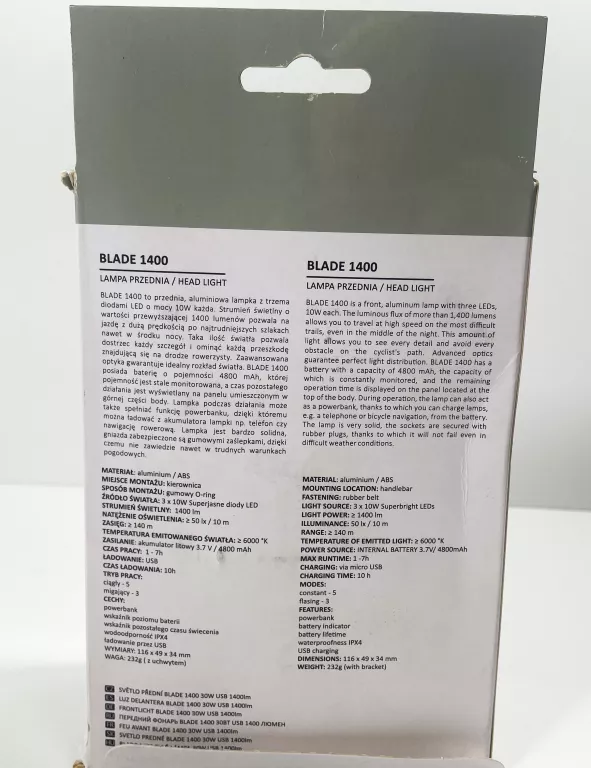 BLADE 1400
LAMPA PRZEDNIA / HEAD LIGHT
BLADE 1400 to przednia, aluminiowa lampka z trzema
diodami LED o mocy 10W każda. Strumień świetlny o
wartości przewyższającej 1400 lumenów pozwala na
jazdę z dużą prędkością po najtrudniejszych szlakach
nawet w środku nocy. Taka ilość światła pozwala
dostrzec każdy szczegół i ominąć każdą przeszkodę
znajdującą się na drodze rowerzysty. Zaawansowana
optyka gwarantuje idealny rozkład światła. BLADE 1400
posiada baterię o pojemności 4800 mAh, której
pojemność jest stale monitorowana, a czas pozostałego
działania jest wyświetlany na panelu umieszczonym w
górnej części body. Lampka podczas działania może
także spełniać funkcję powerbanku, dzięki któremu
można ładować z akumulatora lampki np. telefon czy
nawigację rowerową. Lampka jest bardzo solidna,
gniazda zabezpieczone są gumowymi zaślepkami, dzięki
czemu nie zawiedzie nawet w trudnych warunkach
pogodowych.
MATERIAŁ: aluminium / ABS
MIEJSCE MONTAŻU: kierownica
SPOSÓB MONTAŻU: gumowy O-ring
ŹRÓDŁO ŚWIATŁA: 3 x 10W Superjasne diody LED
STRUMIEŃ ŚWIETLNY: 1400 lm
NATĘŻENIE OŚWIETLENIA: ≥ 50 lx / 10 m
ZASIĘG: ≥ 140 m
TEMPERATURA EMITOWANEGO ŚWIATŁA: ≥ 6000 °K
ZASILANIE: akumulator litowy 3.7 V / 4800 mAh
CZAS PRACY: 1 - 7h
ŁADOWANIE: USB
CZAS ŁADOWANIA: 10h
TRYB PRACY:
ciągły - 5
migający - 3
CECHY:
powerbank
wskaźnik poziomu baterii
wskaźnik pozostałego czasu świecenia
wodoodporność IPX4
ładowanie przez USB
WYMIARY: 116 x 49 x 34 mm
WAGA: 232g ( z uchwytem)
BLADE 1400
LAMPA PRZEDNIA / HEAD LIGHT
BLADE 1400 is a front, aluminum lamp with three LEDs,
10W each. The luminous flux of more than 1,400 lumens
allows you to travel at high speed on the most difficult
trails, even in the middle of the night. This amount of
light allows you to see every detail and avoid every
obstacle on the cyclist's path. Advanced optics
guarantee perfect light distribution. BLADE 1400 has a
battery with a capacity of 4800 mAh, the capacity of
which is constantly monitored, and the remaining
operation time is displayed on the panel located at the
top of the body. During operation, the lamp can also act
as a powerbank, thanks to which you can charge lamps,
e.g. a telephone or bicycle navigation, from the battery.
The lamp is very solid, the sockets are secured with
rubber plugs, thanks to which it will not fail even in
difficult weather conditions.
MATERIAL: aluminium / ABS
MOUNTING LOCATION: handlebar
FASTENING: rubber belt
LIGHT SOURCE: 3 x 10W Superbright LEDs
LIGHT POWER: ≥ 1400 lm
ILLUMINANCE: 50 lx / 10 m
RANGE: ≥ 140 m
TEMPERATURE OF EMITTED LIGHT: ≥ 6000 °K
POWER SOURCE: INTERNAL BATTERY 3.7V/ 4800mAh
MAX RUNTIME: 1 -7h
CHARGING: via micro USB
CHARGING TIME: 10 h
MODES:
constant - 5
flasing - 3
FEATURES:
powerbank
battery indicator
battery lifetime
waterproofness IPX4
USB charging
DIMENSIONS: 116 x 49 x 34 mm
WEIGHT: 232g (with bracket)
CZ SVĚTLO PŘEDNÍ BLADE 1400 30W USB 1400lm
ES LUZ DELANTERA BLADE 1400 30W USB 1400lm
DE FRONTLICHT BLADE 1400 30W USB 1400lm
RU ПЕРЕДНИЙ ФОНАРЬ BLADE 1400 30ВТ USB 1400 ЛЮМЕН
FR FEU AVANT BLADE 1400 30W USB 1400lm
SK SVETLO PREDNÉ BLADE 1400 30W USB 1400lm
HU